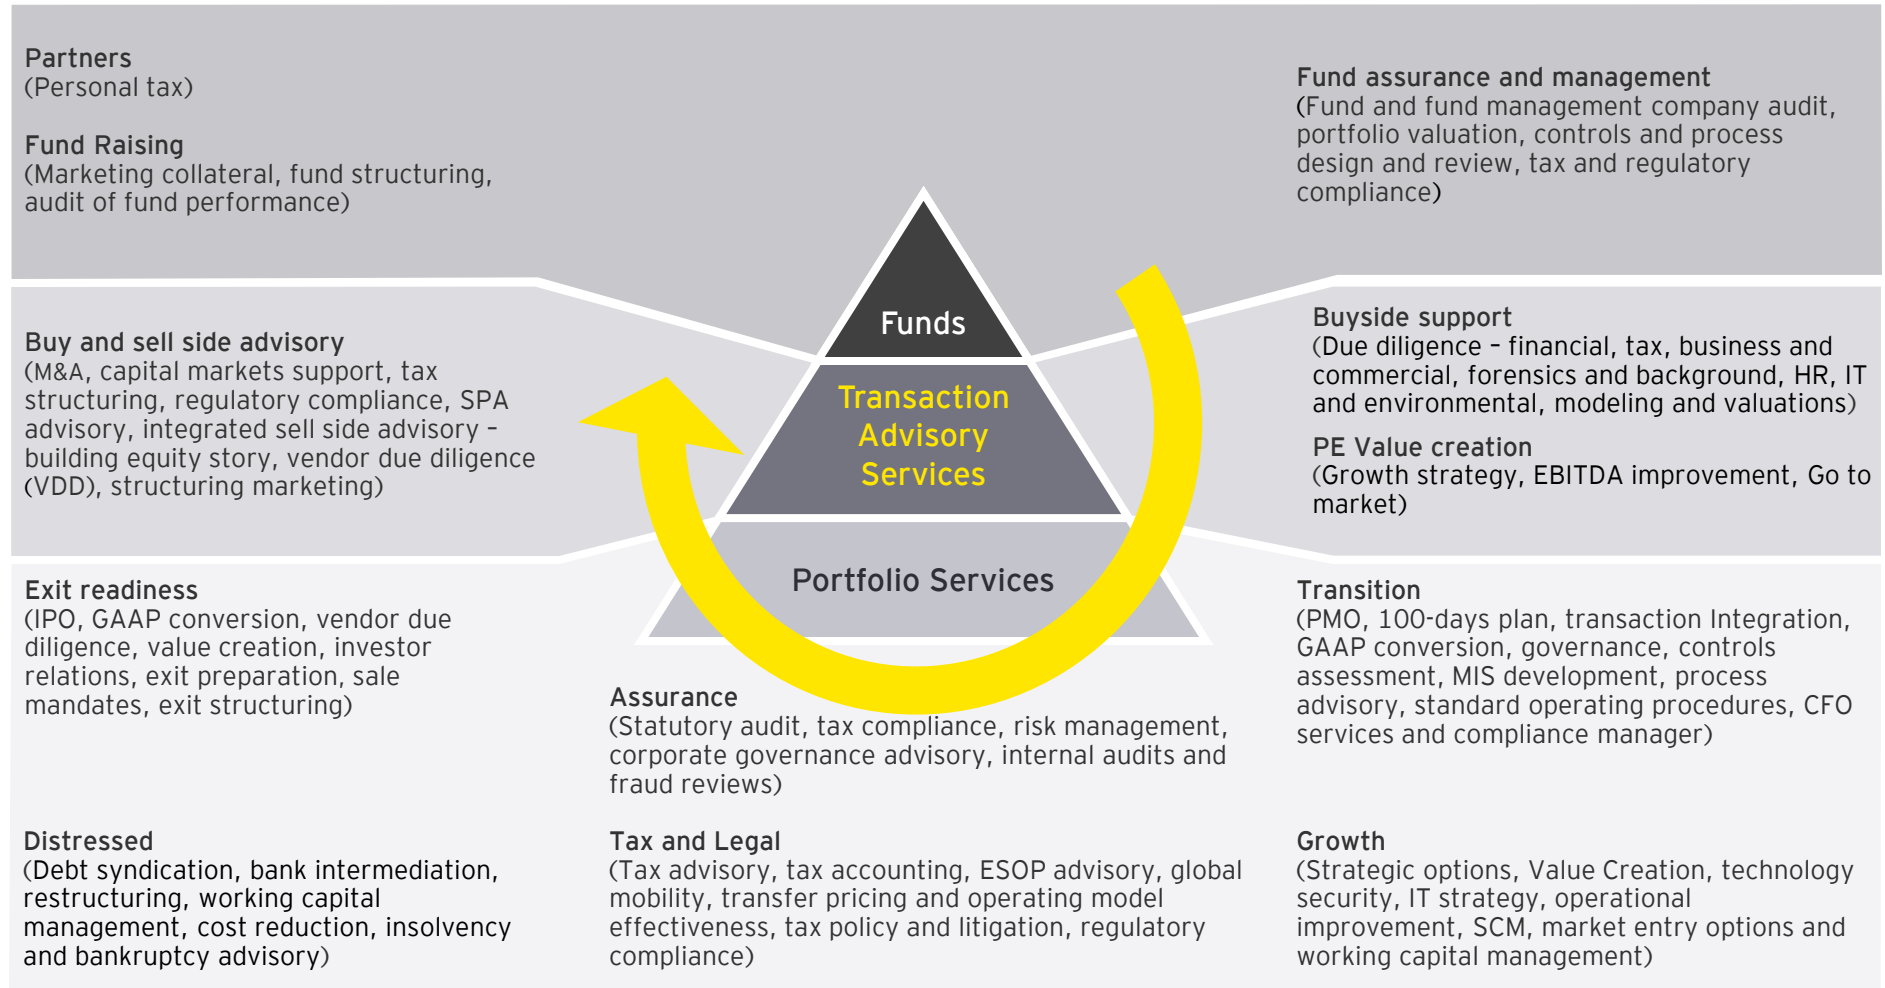 Partners
(Personal tax)
Fund Raising
(Marketing collateral, fund structuring,
audit of fund performance)
Fund assurance and management
(Fund and fund management company audit,
portfolio valuation, controls and process
design and review, tax and regulatory
compliance)
Funds
Buy and sell side advisory
(M&A, capital markets support, tax
structuring, regulatory compliance, SPA
advisory, integrated sell side advisory –
building equity story, vendor due diligence
(VDD), structuring marketing)
Transaction
Advisory
Services
Buyside support
(Due diligence – financial, tax, business and
commercial, forensics and background, HR, IT
and environmental, modeling and valuations)
PE Value creation
(Growth strategy, EBITDA improvement, Go to
market)
Portfolio Services
Exit readiness
(IPO, GAAP conversion, vendor due
diligence, value creation, investor
relations, exit preparation, sale
mandates, exit structuring)
Assurance
(Statutory audit, tax compliance, risk management,
corporate governance advisory, internal audits and
fraud reviews)
Transition
(PMO, 100-days plan, transaction Integration,
GAAP conversion, governance, controls
assessment, MIS development, process
advisory, standard operating procedures, CFO
services and compliance manager)
Distressed
(Debt syndication, bank intermediation,
restructuring, working capital
management, cost reduction, insolvency
and bankruptcy advisory)
Tax and Legal
(Tax advisory, tax accounting, ESOP advisory, global
mobility, transfer pricing and operating model
effectiveness, tax policy and litigation, regulatory
compliance)
Growth
(Strategic options, Value Creation, technology
security, IT strategy, operational
improvement, SCM, market entry options and
working capital management)